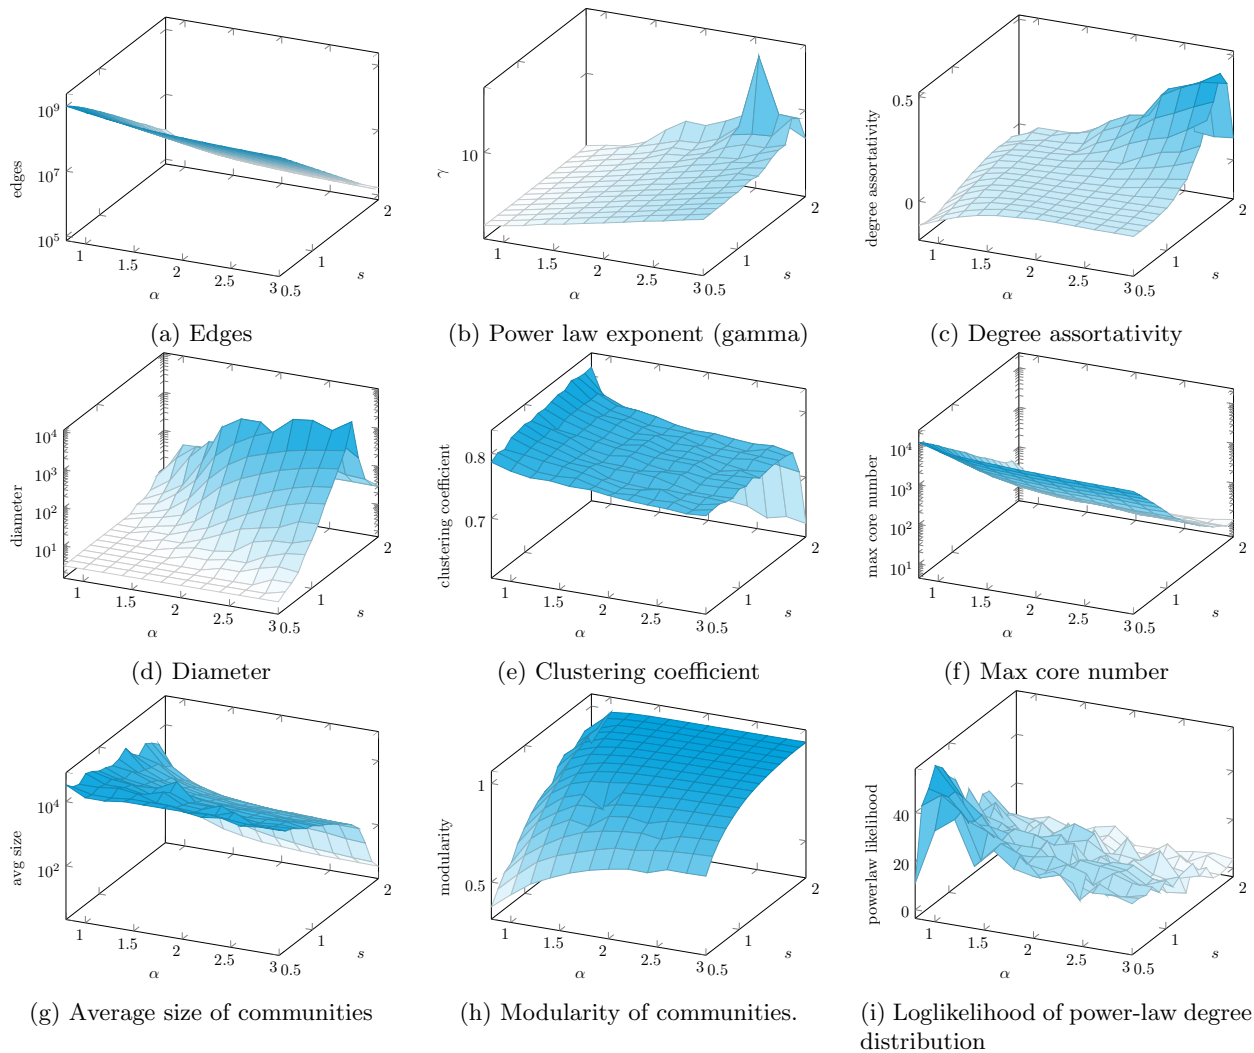 10^9
10^7
10^5
edges
1
1.5
2
2.5
3
0.5
1
2
α
s
(a) Edges
10
γ
1
1.5
2
2.5
3
0.5
1
2
α
s
(b) Power law exponent (gamma)
0.5
0
degree assortativity
1
1.5
2
2.5
3
0.5
1
2
α
s
(c) Degree assortativity
10^4
10^3
10^2
10^1
diameter
1
1.5
2
2.5
3
0.5
1
2
α
s
(d) Diameter
0.8
0.7
clustering coefficient
1
1.5
2
2.5
3
0.5
1
2
α
s
(e) Clustering coefficient
10^4
10^3
10^2
10^1
max core number
1
1.5
2
2.5
3
0.5
1
2
α
s
(f) Max core number
10^4
10^2
avg size
1
1.5
2
2.5
3
0.5
1
2
α
s
(g) Average size of communities
1
0.5
modularity
1
1.5
2
2.5
3
0.5
1
2
α
s
(h) Modularity of communities.
40
20
0
powerlaw likelihood
1
1.5
2
2.5
3
0.5
1
2
α
s
(i) Loglikelihood of power-law degree
distribution